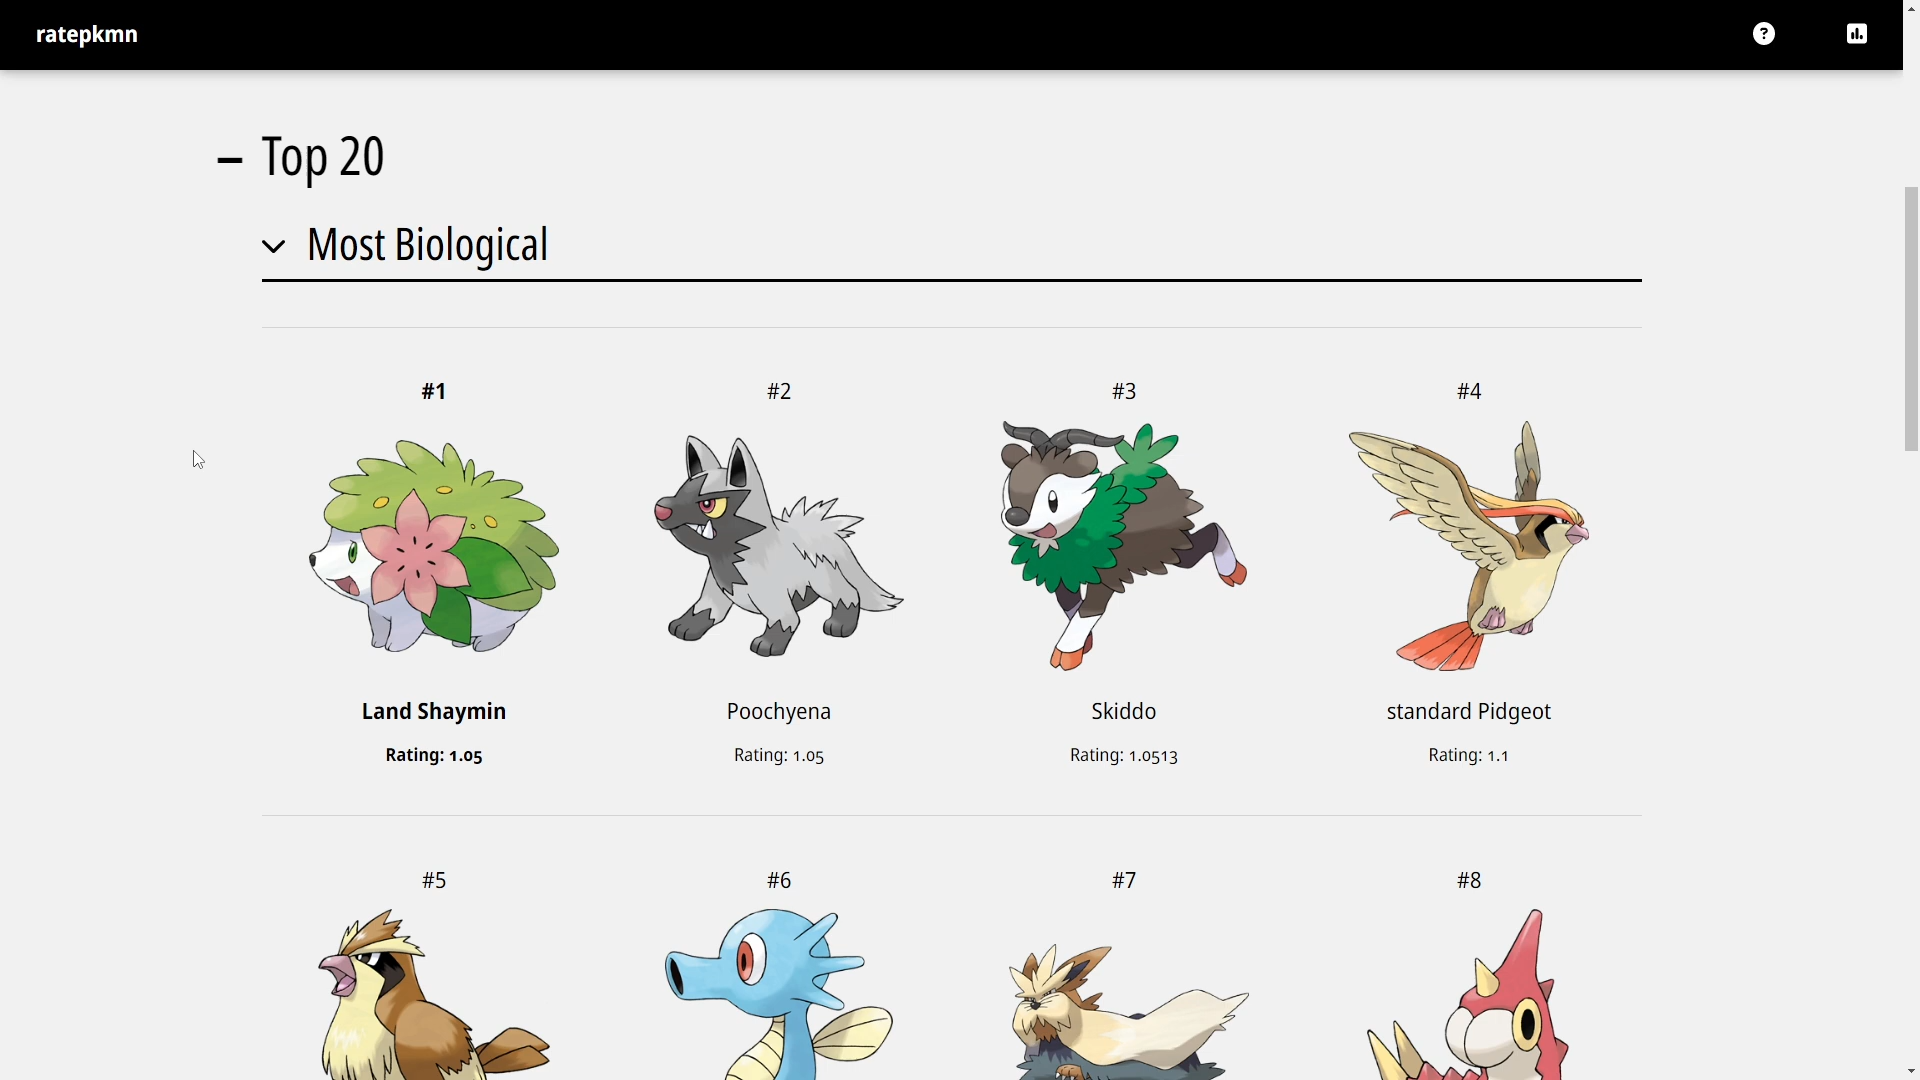 ratepkmn
Top 20
Most Biological
#1
#2
#3
#4
Land Shaymin
Poochyena
Skiddo
standard Pidgeot
Rating: 1.05
Rating: 1.05
Rating: 1.0513
Rating: 1.1
#5
#6
#7
#8